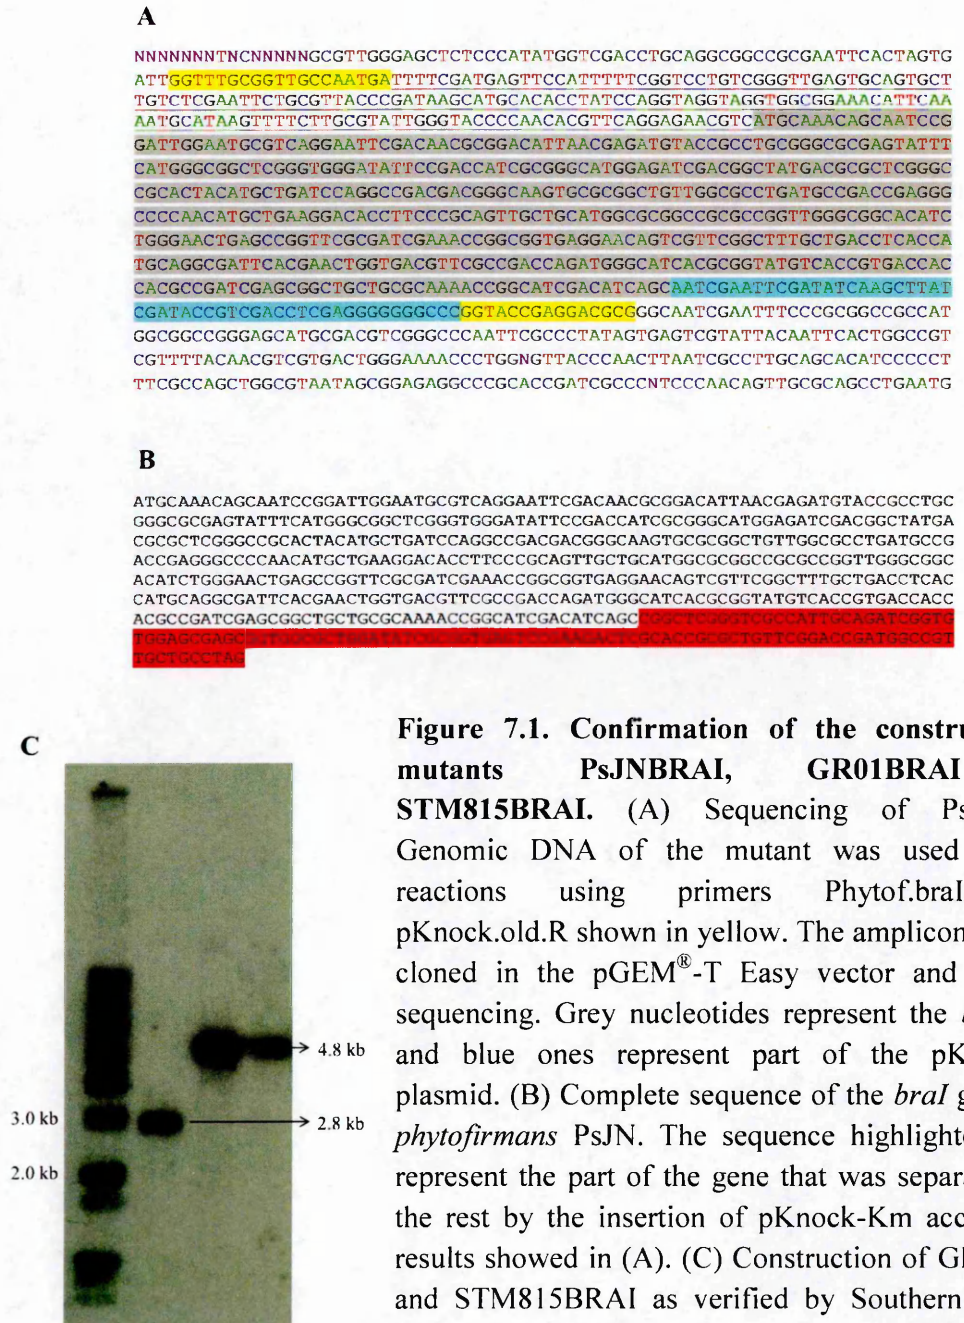 A
NNNNNNNTNCNNNNNGCGTTGGGAGCTCTCCCATATGGTCGACCTGCAGGCGGCCGCGAATTCACTAGTG
ATTGGTTTGCGGTTGCCAATGATTTTCGATGAGTTCCATTTTTCGGTCCTGTCGGGTTGAGTGCAGTGCT
TGTCTCGAATTCTGCGTTACCCGATAAGCATGCACACCTATCCAGGTAGGTAGGTGGCGGAAACATTCAA
AATGCATAAGTTTTCTTGCGTATTGGGTACCCCAACACGTTCAGGAGAACGTCATGCAAACAGCAATCCG
GATTGGAATGCGTCAGGAATTCGACAACGCGGACATTAACGAGATGTACCGCCTGCGGGCGCGAGTATTT
CATGGGCGGCTCGGGTGGGATATTCCGACCATCGCGGGCATGGAGATCGACGGCTATGACGCGCTCGGGC
CGCACTACATGCTGATCCAGGCCGACGACGGGCAAGTGCGCGGCTGTTGGCGCCTGATGCCGACCGAGGG
CCCCAACATGCTGAAGGACACCTTCCCGCAGTTGCTGCATGGCGCGGCCGCGCCGGTTGGGCGGCACATC
TGGGAACTGAGCCGGTTCGCGATCGAAACCGGCGGTGAGGAACAGTCGTTCGGCTTTGCTGACCTCACCA
TGCAGGCGATTCACGAACTGGTGACGTTCGCCGACCAGATGGGCATCACGCGGTATGTCACCGTGACCAC
CACGCCGATCGAGCGGCTGCTGCGCAAAACCGGCATCGACATCAGCAATCGAATTCGATATCAAGCTTAT
CGATACCGTCGACCTCGAGGGGGGGCCCGGTACCGAGGACGCGGGCAATCGAATTTCCCGCGGCCGCCAT
GGCGGCCGGGAGCATGCGACGTCGGGCCCAATTCGCCCTATAGTGAGTCGTATTACAATTCACTGGCCGT
CGTTTTACAACGTCGTGACTGGGAAAACCCTGGNGTTACCCAACTTAATCGCCTTGCAGCACATCCCCCT
TTCGCCAGCTGGCGTAATAGCGGAGAGGCCCGCACCGATCGCCCNTCCCAACAGTTGCGCAGCCTGAATG
B
ATGCAAACAGCAATCCGGATTGGAATGCGTCAGGAATTCGACAACGCGGACATTAACGAGATGTACCGCCTGC
GGGCGCGAGTATTTCATGGGCGGCTCGGGTGGGATATTCCGACCATCGCGGGCATGGAGATCGACGGCTATGA
CGCGCTCGGGCCGCACTACATGCTGATCCAGGCCGACGACGGGCAAGTGCGCGGCTGTTGGCGCCTGATGCCG
ACCGAGGGCCCCAACATGCTGAAGGACACCTTCCCGCAGTTGCTGCATGGCGCGGCCGCGCCGGTTGGGCGGC
ACATCTGGGAACTGAGCCGGTTCGCGATCGAAACCGGCGGTGAGGAACAGTCGTTCGGCTTTGCTGACCTCAC
CATGCAGGCGATTCACGAACTGGTGACGTTCGCCGACCAGATGGGCATCACGCGGTATGTCACCGTGACCACC
ACGCCGATCGAGCGGCTGCTGCGCAAAACCGGCATCGACATCAGC
GCACCGCGCTGTTCGGACCGATGGCCGT
TGCTGCCTAG
C
3.0 kb
2.0 kb
4.8 kb
2.8 kb
Figure 7.1. Confirmation of the constru
mutants PsJNBRAI, GR01BRAI
STM815BRAI. (A) Sequencing of Ps
Genomic DNA of the mutant was used
reactions using primers Phytof.braI
pKnock.old.R shown in yellow. The amplicon
cloned in the pGEM®-T Easy vector and
sequencing. Grey nucleotides represent the
and blue ones represent part of the pK
plasmid. (B) Complete sequence of the braI g
phytofirmans PsJN. The sequence highlighte
represent the part of the gene that was separ
the rest by the insertion of pKnock-Km acc
results showed in (A). (C) Construction of G
and STM815BRAI as verified by Southern